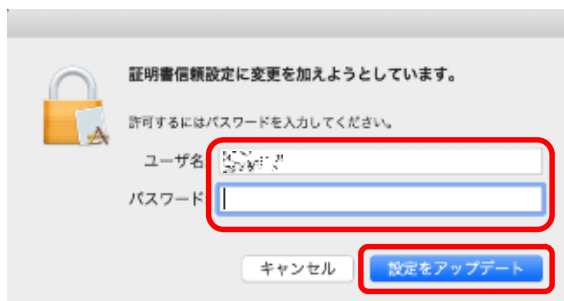 証明書信頼設定に変更を加えようとしています。
許可するにはパスワードを入力してください。
ユーザ名
パスワード
キャンセル
設定をアップデート